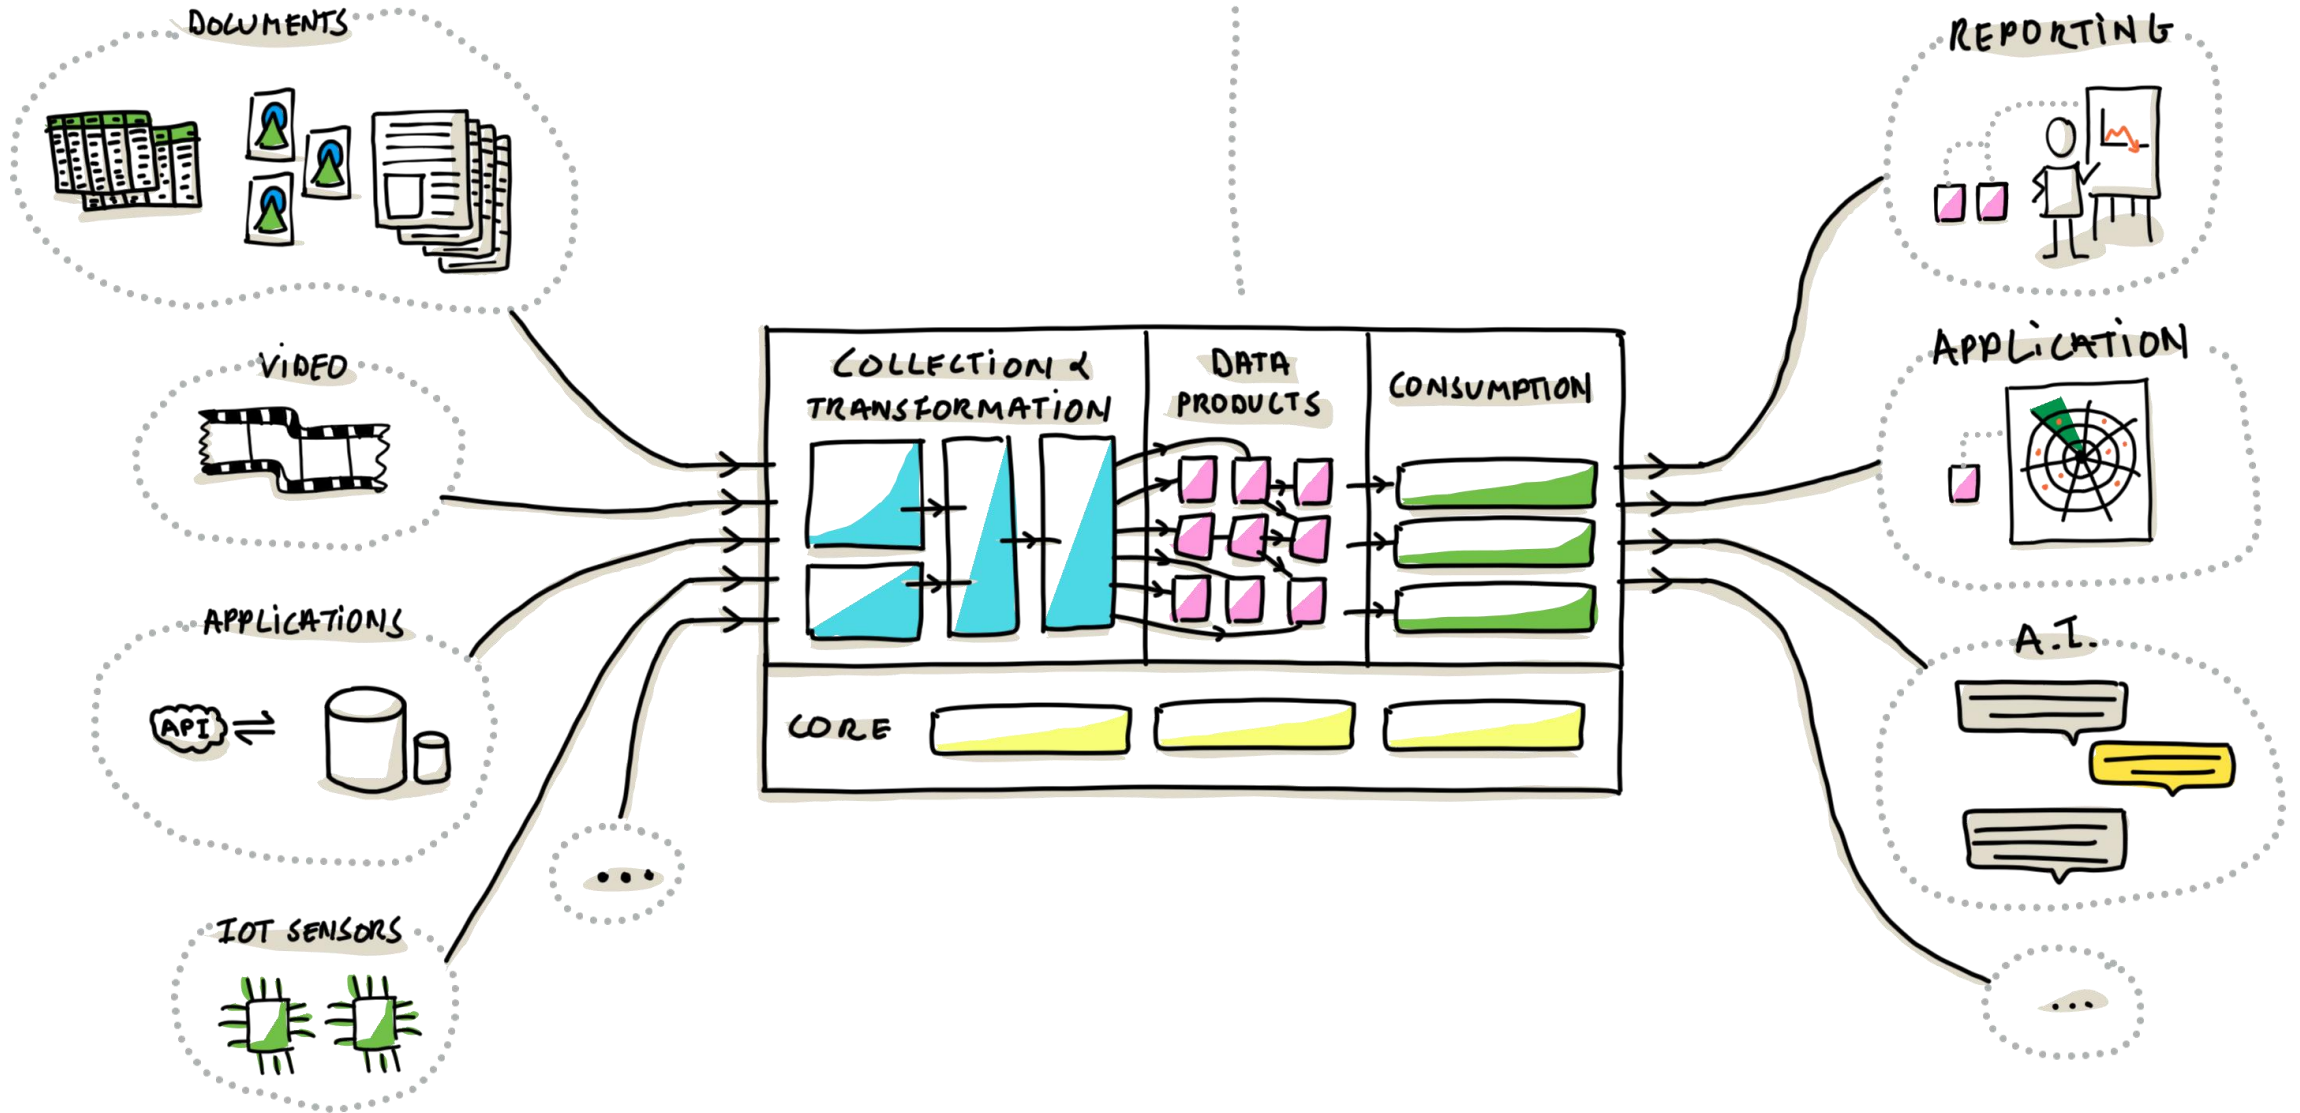 DOCUMENTS
VIDEO
APPLICATIONS
API
IOT SENSORS
...
COLLECTION &
TRANSFORMATION
DATA
PRODUCTS
CONSUMPTION
CORE
REPORTING
APPLICATION
A.I.
...